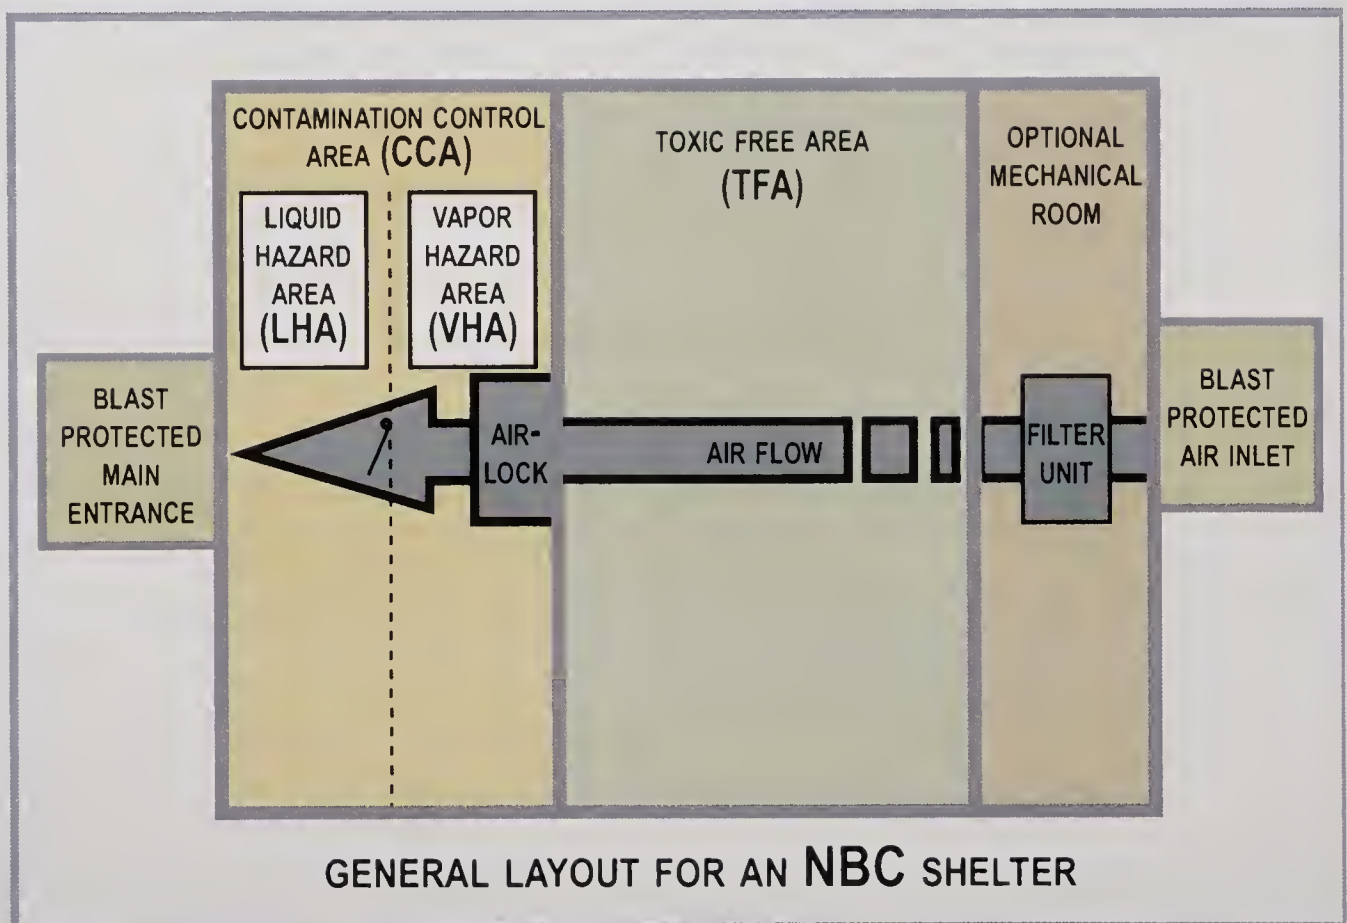 CONTAMINATION CONTROL
AREA (CCA)
LIQUID
HAZARD
AREA
(LHA)
VAPOR
HAZARD
AREA
(VHA)
TOXIC FREE AREA
(TFA)
OPTIONAL
MECHANICAL
ROOM
BLAST
PROTECTED
MAIN
ENTRANCE
AIR-
LOCK
AIR FLOW
FILTER
UNIT
BLAST
PROTECTED
AIR INLET
GENERAL LAYOUT FOR AN NBC SHELTER